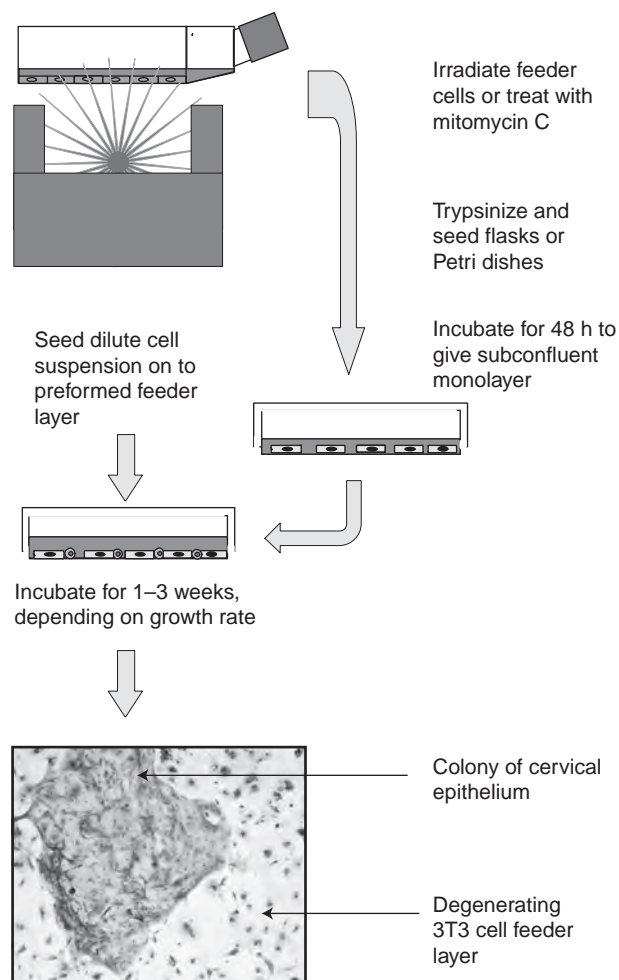 Irradiate feeder
cells or treat with
mitomycin C
Trypsinize and
seed flasks or
Petri dishes
Incubate for 48 h to
give subconfluent
monolayer
Seed dilute cell
suspension on to
preformed feeder
layer
Incubate for 1–3 weeks,
depending on growth rate
Colony of cervical
epithelium
Degenerating
3T3 cell feeder
layer